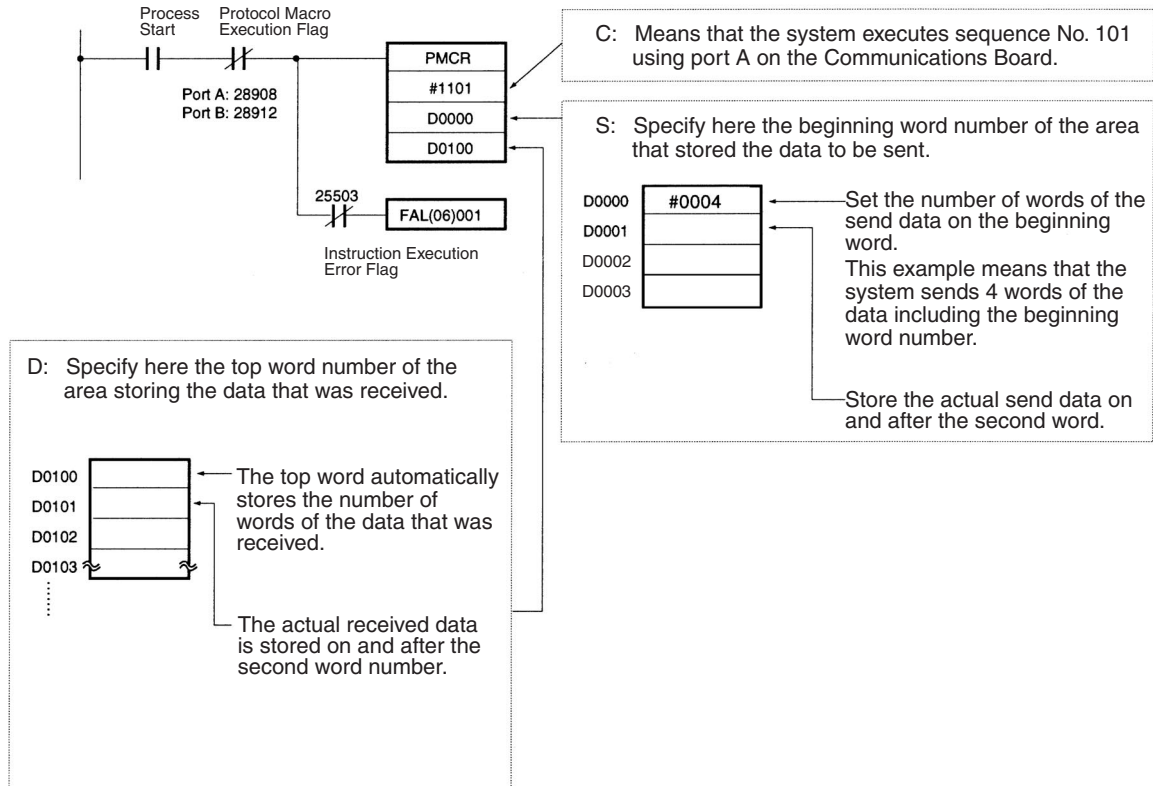 Process
Start
Protocol Macro
Execution Flag
Port A: 28908
Port B: 28912
PMCR
#1101
D0000
D0100
25503
FAL(06)001
Instruction Execution
Error Flag
C: Means that the system executes sequence No. 101
using port A on the Communications Board.
S: Specify here the beginning word number of the area
that stored the data to be sent.
D0000
#0004
D0001
D0002
D0003
Set the number of words of the
send data on the beginning
word.
This example means that the
system sends 4 words of the
data including the beginning
word number.
Store the actual send data on
and after the second word.
D: Specify here the top word number of the
area storing the data that was received.
D0100
D0101
D0102
D0103
The top word automatically
stores the number of
words of the data that was
received.
The actual received data
is stored on and after the
second word number.